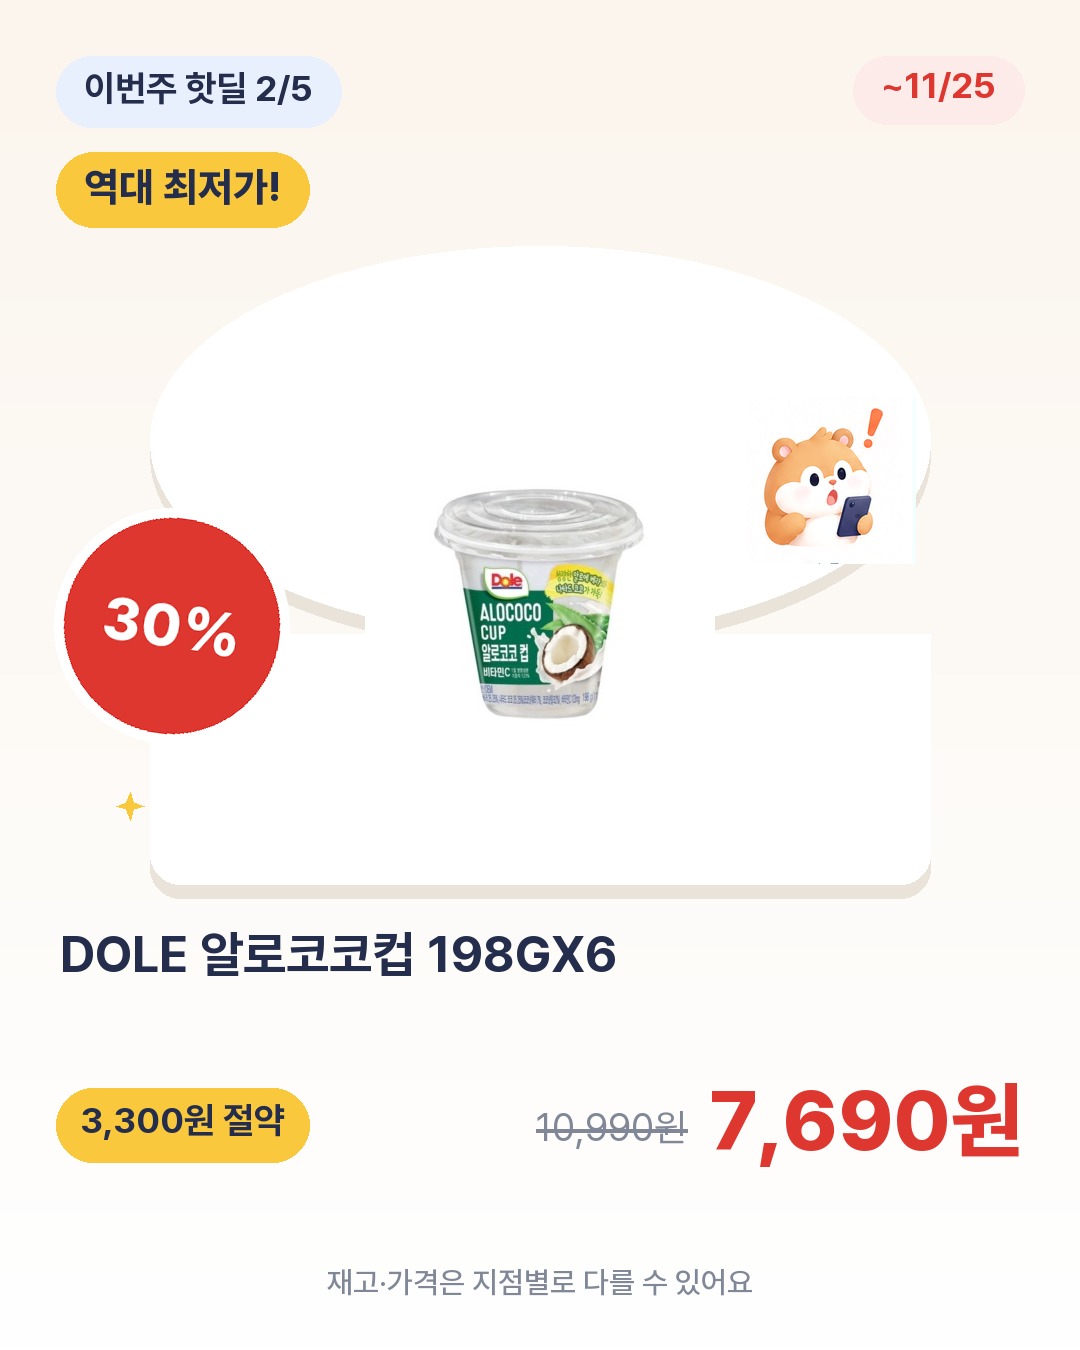 이번주 핫딜 2/5
~11/25
역대 최저가!
30%
Dole
ALOCOCO
CUP
알로코코 컵
비타민C
DOLE 알로코코컵 198GX6
3,300원 절약
10,990원 7,690원
재고·가격은 지점별로 다를 수 있어요